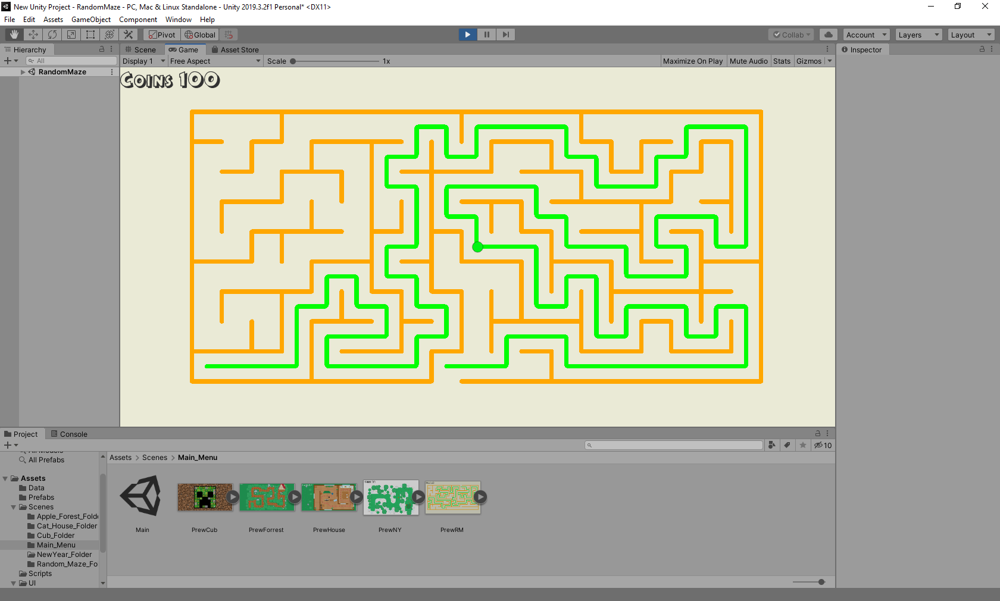 New Unity Project - RandomMaze - PC, Mac & Linux Standalone - Unity 2019.3.2f1 Personal* <DX11>
File Edit Assets GameObject Component Window Help
Pivot Global Collab Account Layers Layout
Hierarchy Scene Game Asset Store Inspector
All Display 1 Free Aspect Scale 1x Maximize On Play Mute Audio Stats Gizmos
RandomMaze
Coins 100
Project Console
10
All Models
All Prefabs
Assets > Scenes > Main_Menu
Assets
Data
Prefabs
Scenes
Apple_Forest_Folde
Cat_House_Folder
Cub_Folder
Main_Menu
NewYear_Folder
Random_Maze_Fo
Scripts
UI
Main PrewCub PrewForrest PrewHouse PrewNY PrewRM